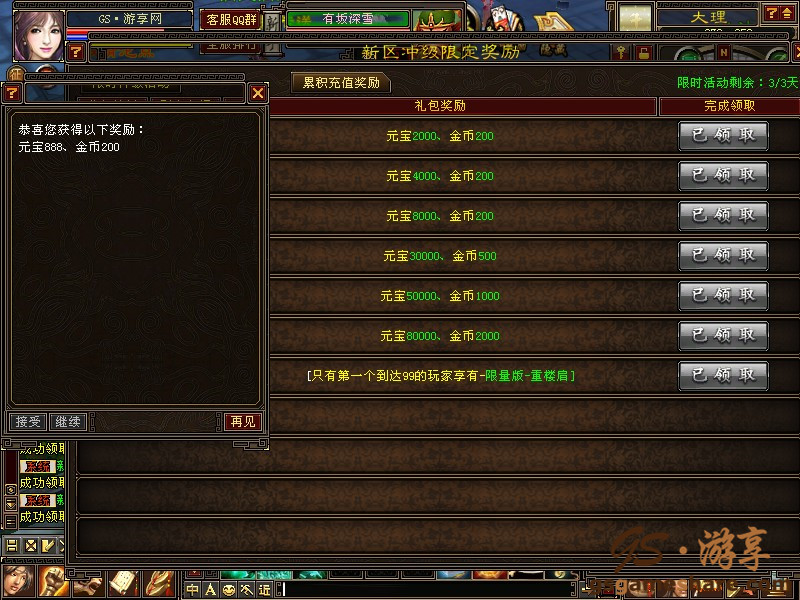 GS·游享网
客服QQ群
有坂深雪
大理
新区冲级限定奖励
累积充值奖励
限时活动剩余：3/3天
礼包奖励
完成领取
恭喜您获得以下奖励：
元宝888、金币200
元宝2000、金币200
已领取
元宝4000、金币200
已领取
元宝8000、金币200
已领取
元宝30000、金币500
已领取
元宝50000、金币1000
已领取
元宝80000、金币2000
已领取
[只有第一个到达99的玩家享有-限量版-重楼肩]
已领取
接受
继续
再见
成功领取
系统
成功领取
系统
成功领取
GS·游享
中
近